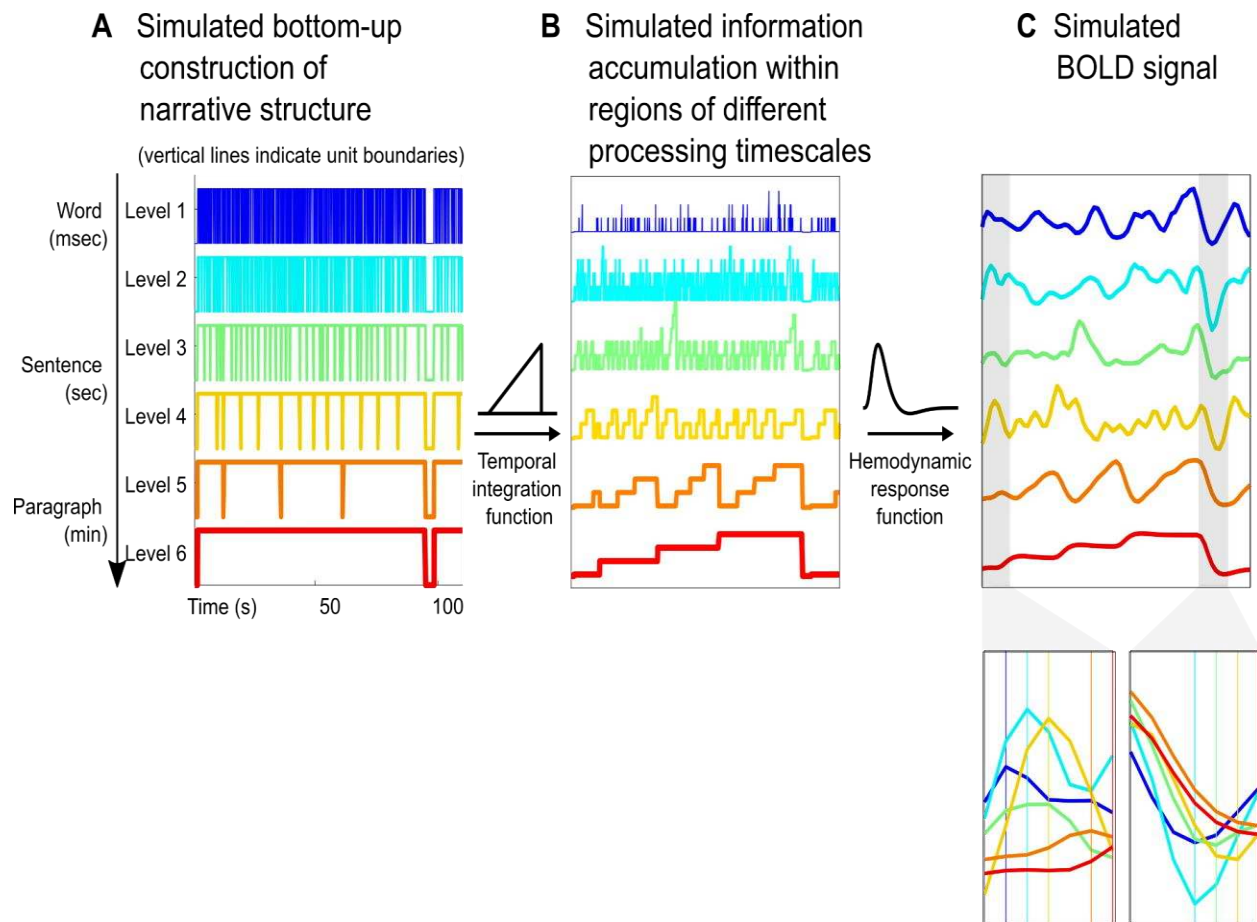 A Simulated bottom-up
construction of
narrative structure
(vertical lines indicate unit boundaries)
Word
(msec)
Sentence
(sec)
Paragraph
(min)
Level 1
Level 2
Level 3
Level 4
Level 5
Level 6
Time (s) 50 100
Temporal
integration
function
B Simulated information
accumulation within
regions of different
processing timescales
Hemodynamic
response
function
C Simulated
BOLD signal